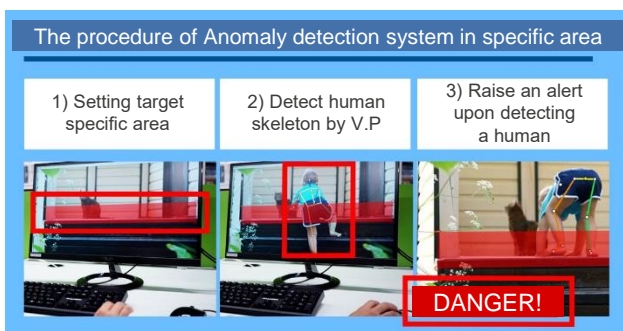 The procedure of Anomaly detection system in specific area
1) Setting target
specific area
2) Detect human
skeleton by V.P
3) Raise an alert
upon detecting
a human
DANGER!